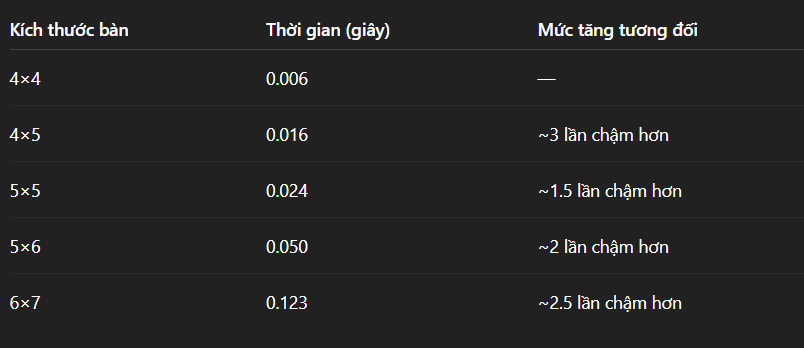 Kích thước bàn Thời gian (giây) Mức tăng tương đối
4×4 0.006 —
4×5 0.016 ~3 lần chậm hơn
5×5 0.024 ~1.5 lần chậm hơn
5×6 0.050 ~2 lần chậm hơn
6×7 0.123 ~2.5 lần chậm hơn